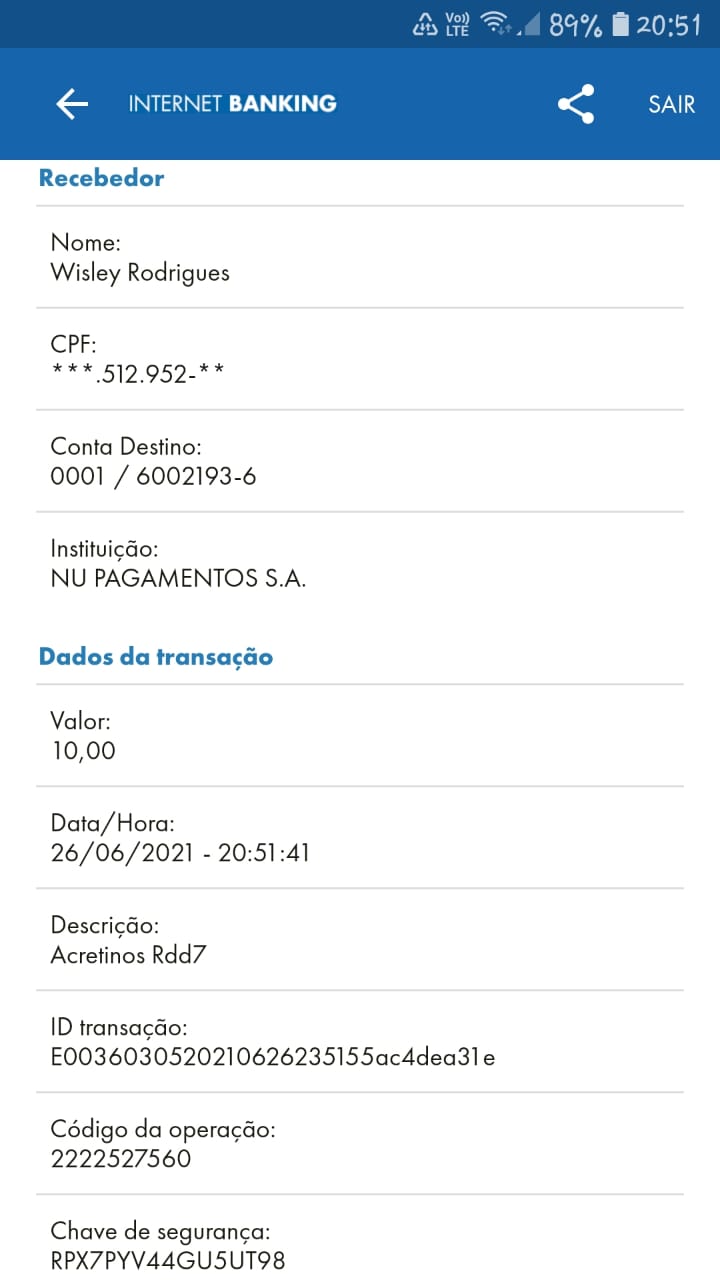 Vo)) LTE 89% 20:51
INTERNET BANKING SAIR
Recebedor
Nome:
Wisley Rodrigues
CPF:
***.512.952-**
Conta Destino:
0001 / 6002193-6
Instituição:
NU PAGAMENTOS S.A.
Dados da transação
Valor:
10,00
Data/Hora:
26/06/2021 - 20:51:41
Descrição:
Acretinos Rdd7
ID transação:
E0036030520210626235155ac4dea31e
Código da operação:
2222527560
Chave de segurança:
RPX7PYV44GU5UT98